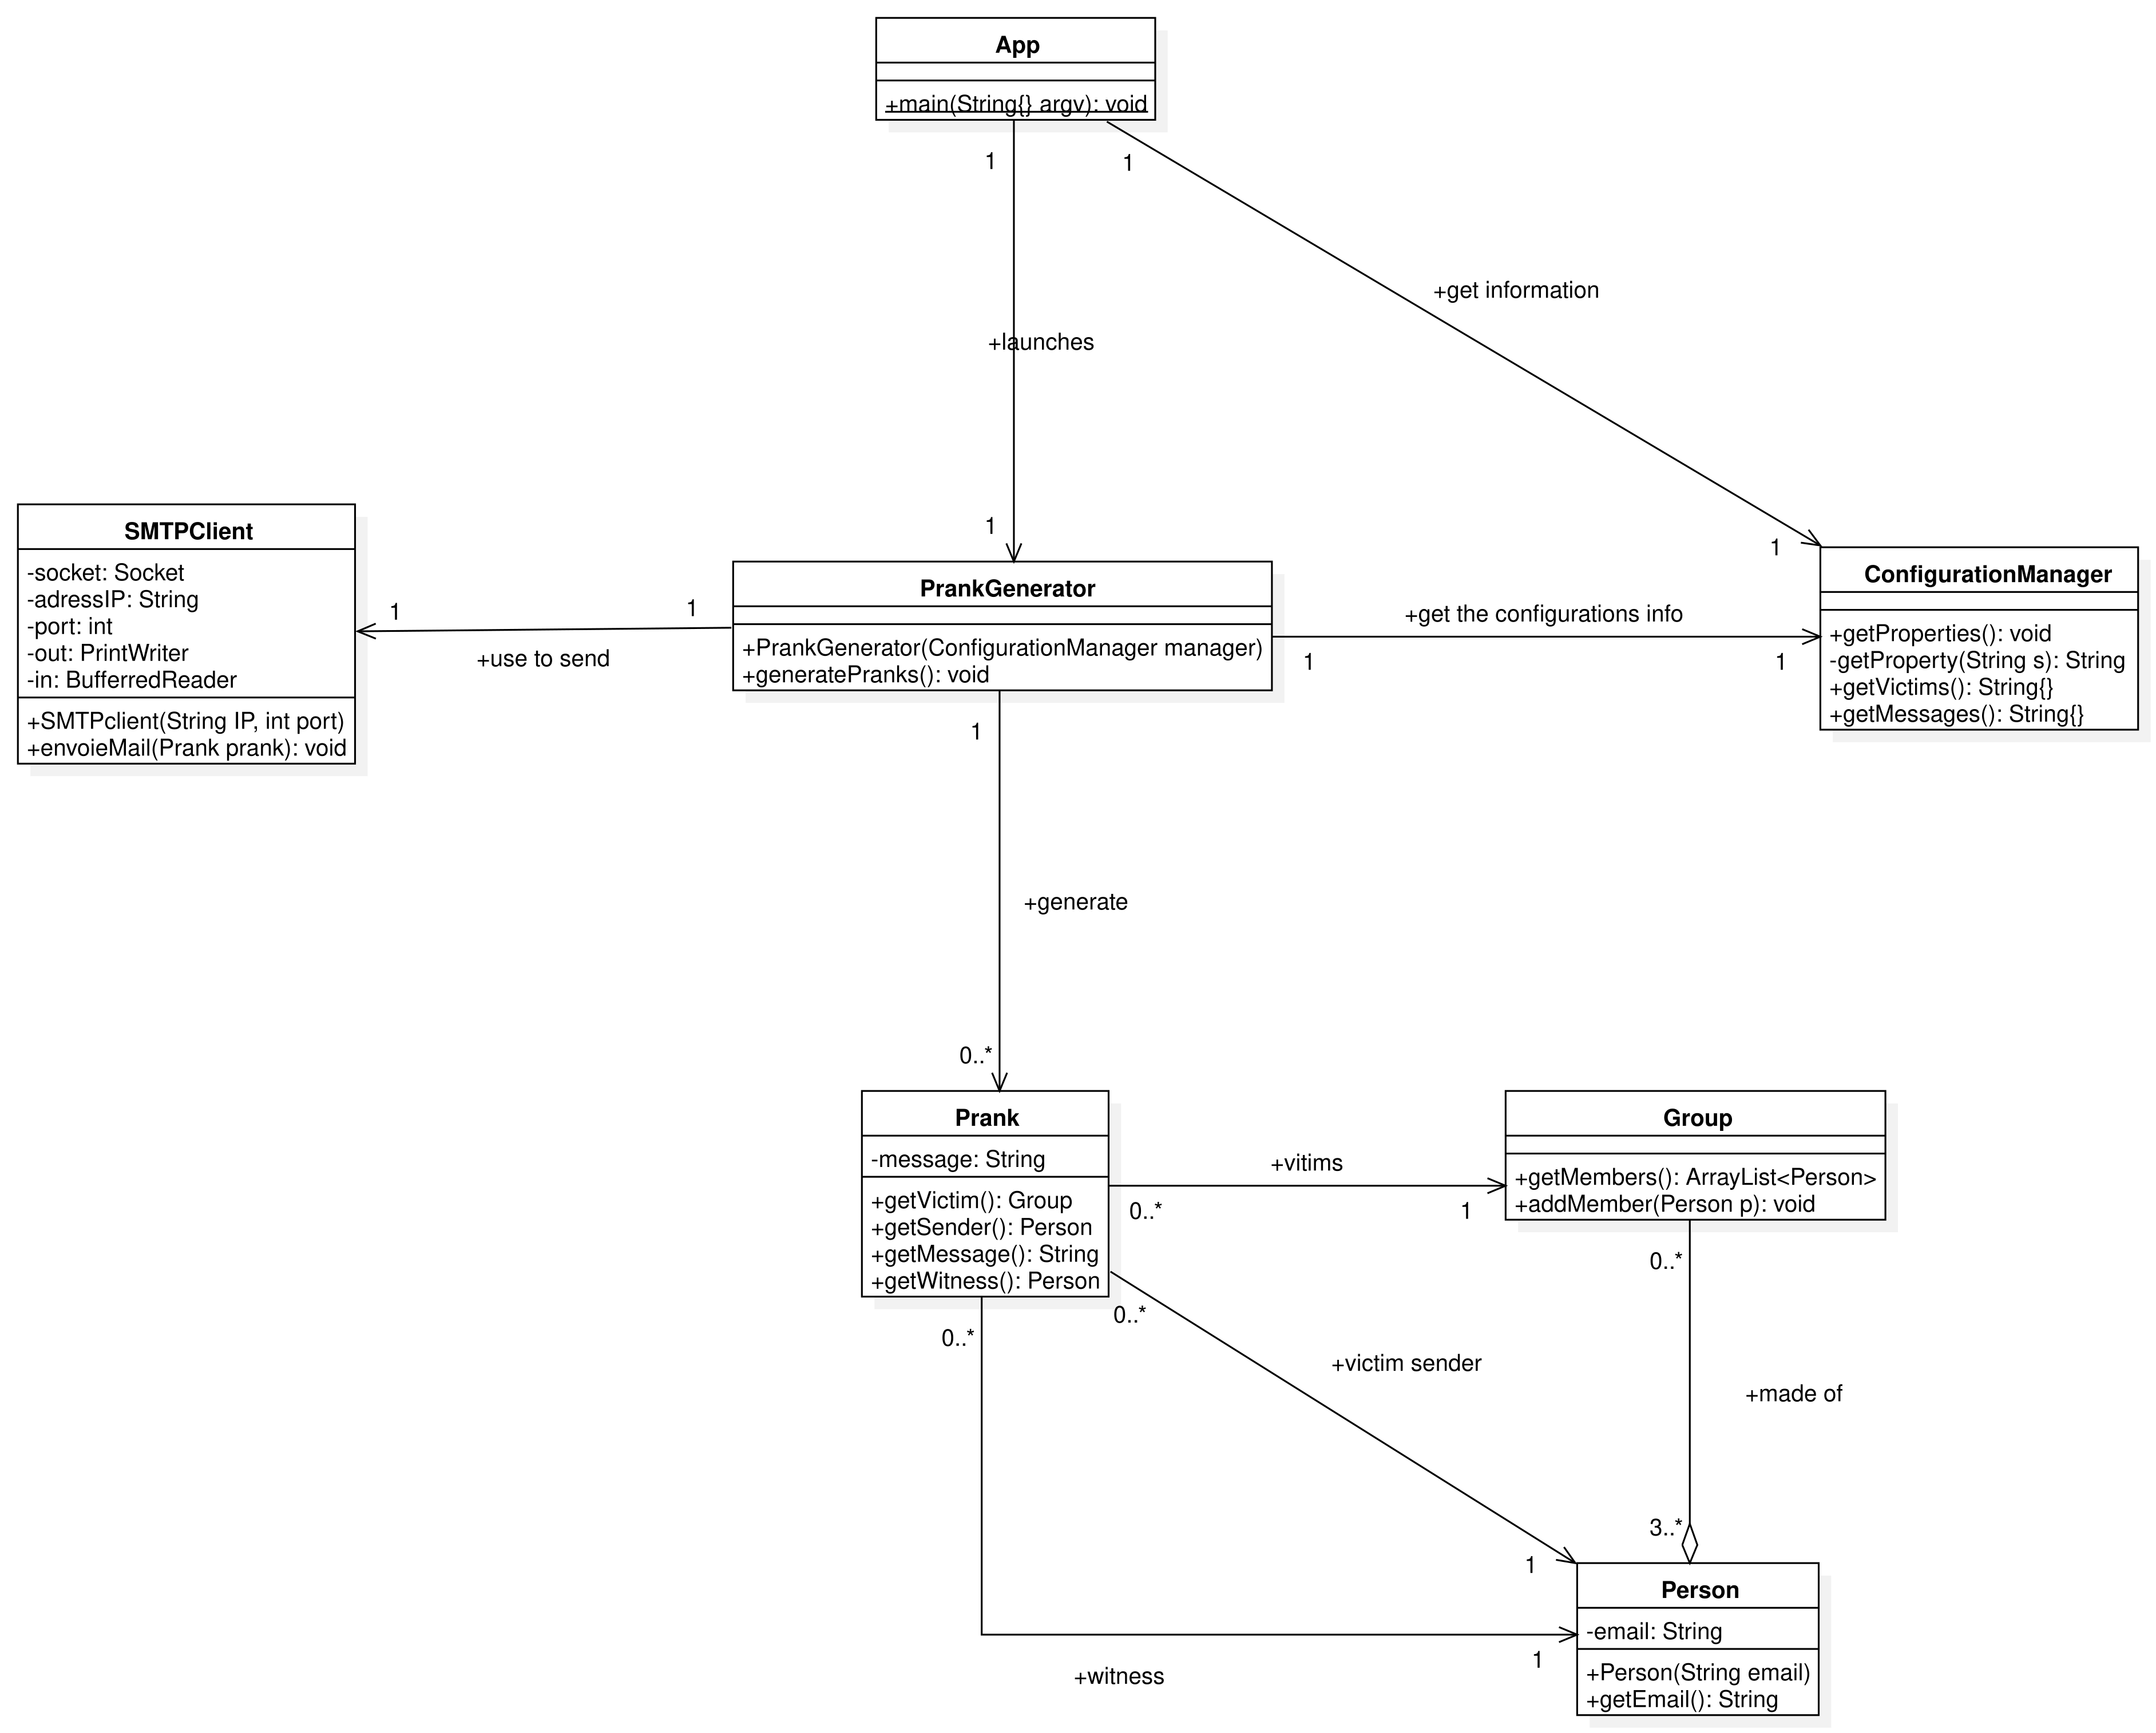 App
+main(String{} argv): void
1
1
+get information
+launches
1
1
SMTPClient
-socket: Socket
-adressIP: String
-port: int
-out: PrintWriter
-in: BufferredReader
+SMTPclient(String IP, int port)
+envoieMail(Prank prank): void
1
1
+use to send
PrankGenerator
+PrankGenerator(ConfigurationManager manager)
+generatePranks(): void
+get the configurations info
1
1
ConfigurationManager
+getProperties(): void
-getProperty(String s): String
+getVictims(): String{}
+getMessages(): String{}
1
+generate
0..*
Prank
-message: String
+getVictim(): Group
+getSender(): Person
+getMessage(): String
+getWitness(): Person
+vitims
0..*
1
Group
+getMembers(): ArrayList<Person>
+addMember(Person p): void
0..*
0..*
0..*
+victim sender
+made of
3..*
1
Person
-email: String
+Person(String email)
+getEmail(): String
1
+witness